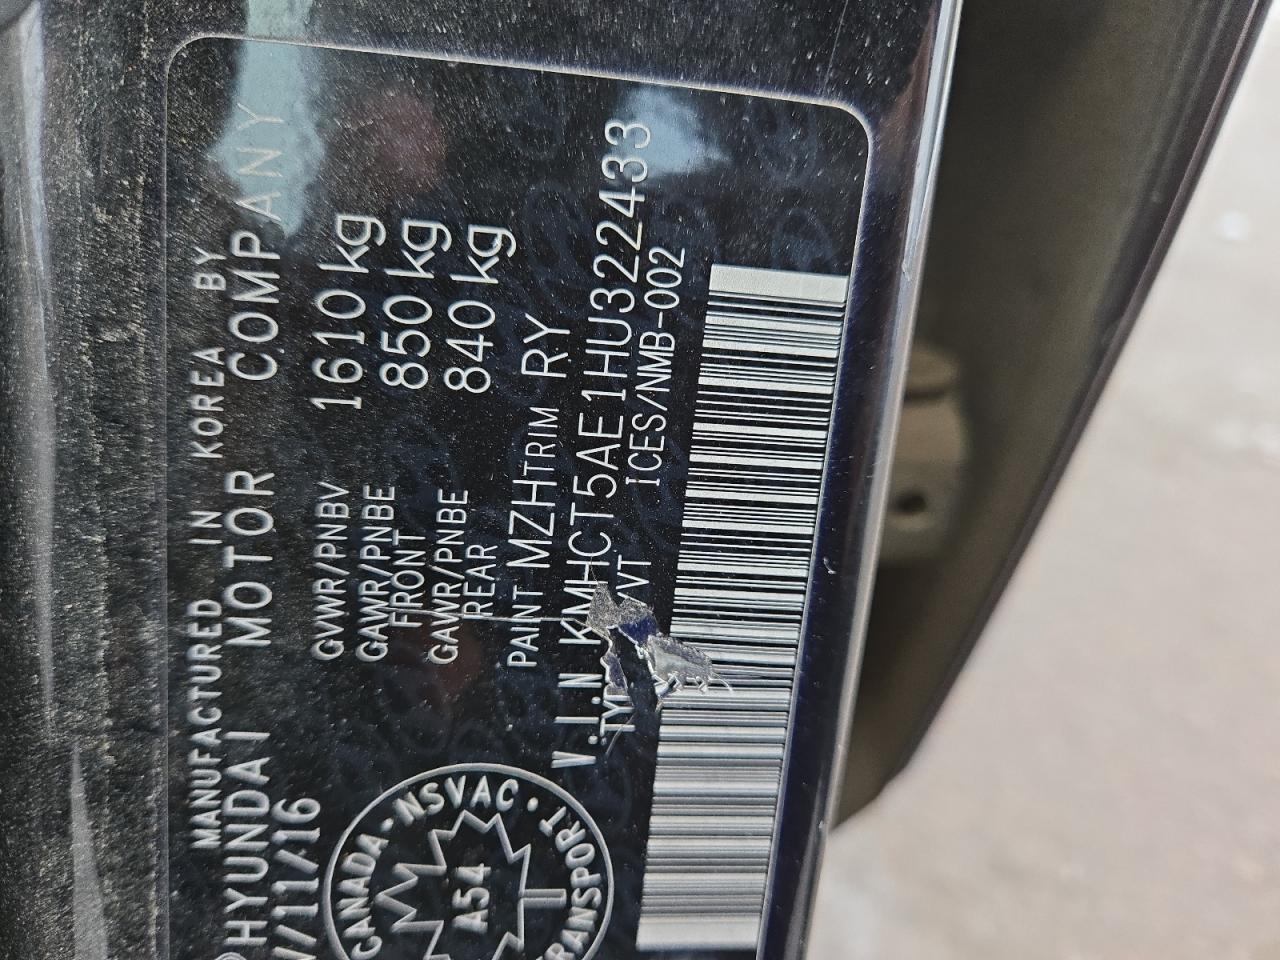 MANUFACTURED IN KOREA BY
HYUNDAI MOTOR COMPANY
/11/16
GVWR/PNBV 1610 kg
GAWR/PNBE FRONT 850 kg
GAWR/PNBE REAR 840 kg
PAINT MZH TRIM RY
V.I.N KMHCT5AE1HU322433
ICES/NMB-002
CANADA • NSVAC • TRANSPORT
A54